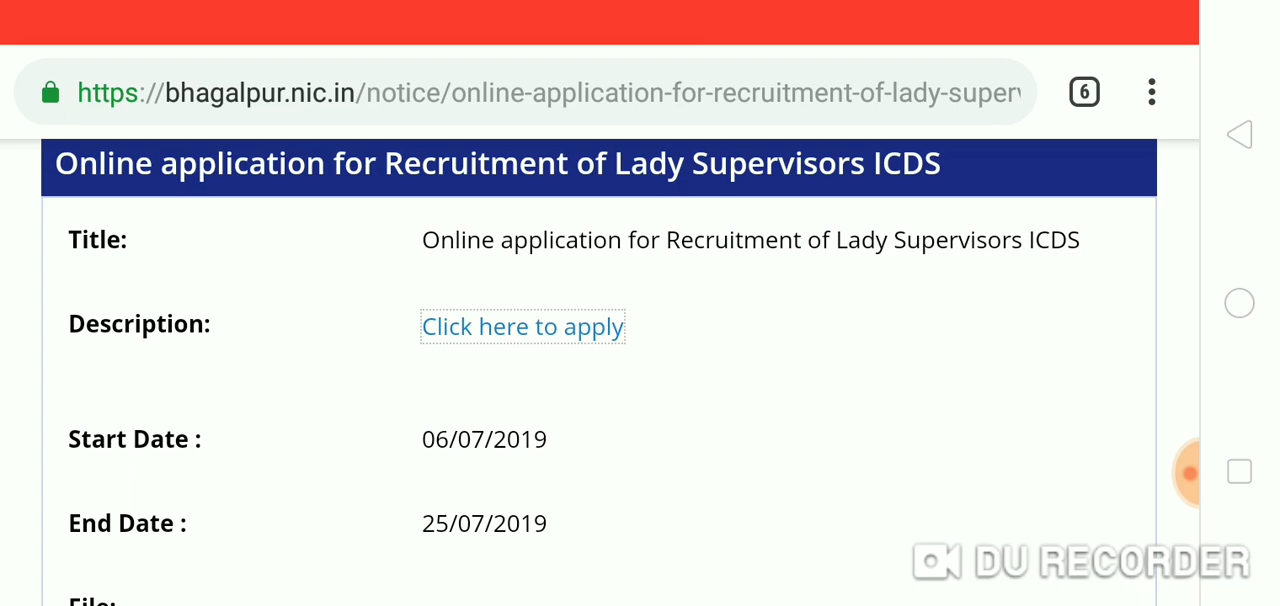 https://bhagalpur.nic.in/notice/online-application-for-recruitment-of-lady-superv
6
Online application for Recruitment of Lady Supervisors ICDS
Title: Online application for Recruitment of Lady Supervisors ICDS
Description: Click here to apply
Start Date : 06/07/2019
End Date : 25/07/2019
File:
DU RECORDER